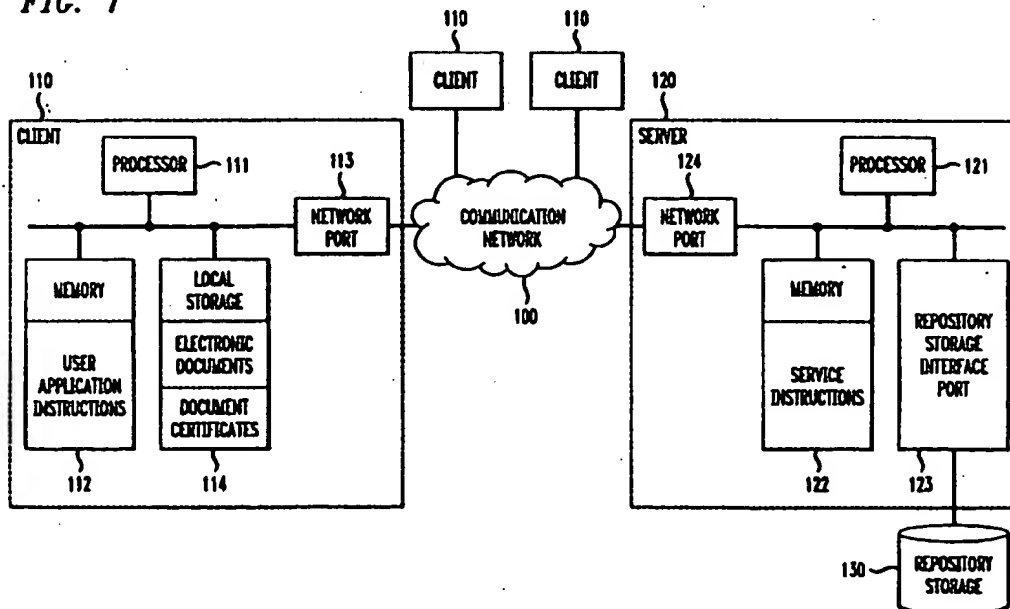 FIG. 1
110
110
CLIENT
CLIENT
110
120
CLIENT
PROCESSOR
111
113
NETWORK
PORT
COMMUNICATION
NETWORK
100
SERVER
124
NETWORK
PORT
PROCESSOR
121
MEMORY
USER
APPLICATION
INSTRUCTIONS
112
LOCAL
STORAGE
ELECTRONIC
DOCUMENTS
DOCUMENT
CERTIFICATES
114
MEMORY
SERVICE
INSTRUCTIONS
122
REPOSITORY
STORAGE
INTERFACE
PORT
123
130
REPOSITORY
STORAGE